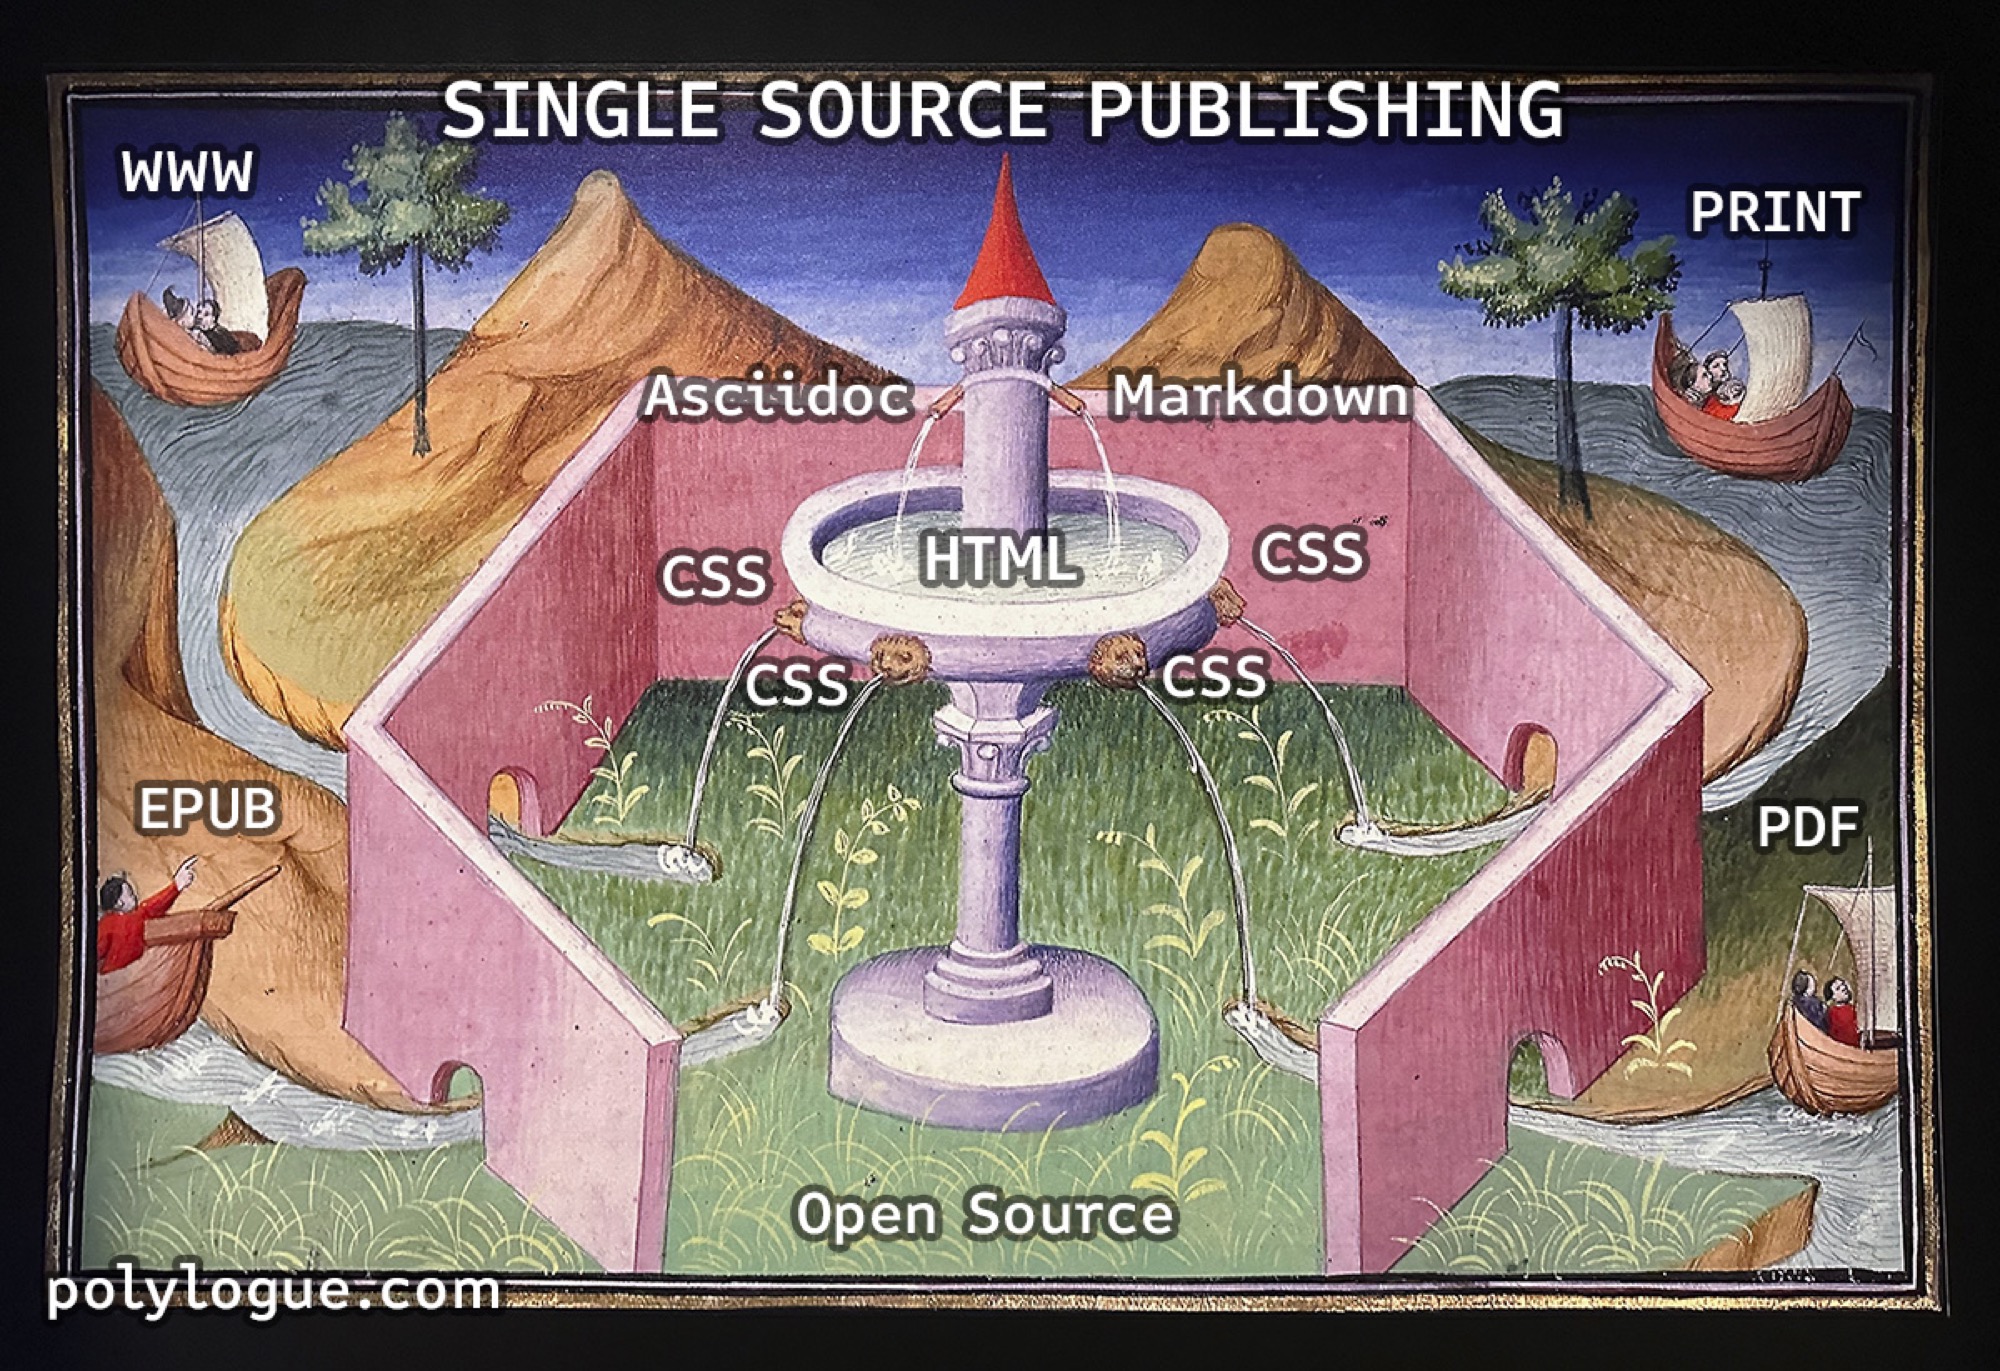 SINGLE SOURCE PUBLISHING
WWW
PRINT
Asciidoc
Markdown
HTML
CSS
CSS
CSS
CSS
EPUB
PDF
Open Source
polylogue.com